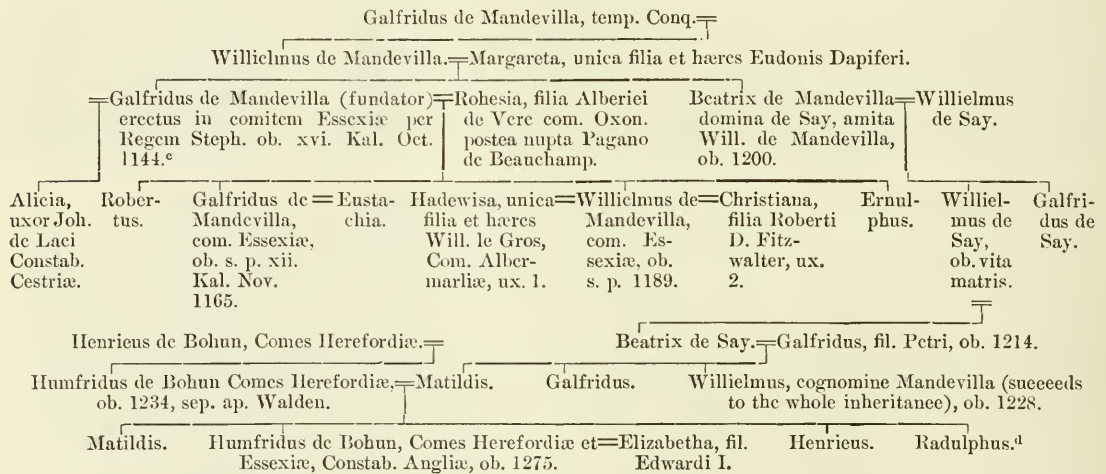 Galfridus de Mandevilla, temp. Conq.
Willielmus de Mandevilla. Margareta, unica filia et hæres Eudonis Dapiferi.
Galfridus de Mandevilla (fundator)
erectus in comitem Essexiæ per
Regem Steph. ob. xvi. Kal. Oct.
1144.c
Rohesia, filia Alberici
de Vere com. Oxon.
postea nupta Pagano
de Beauchamp.
Beatrix de Mandevilla
domina de Say, amita
Will. de Mandevilla,
ob. 1200.
Willielmus
de Say.
Alicia,
uxor Joh.
de Laci
Constab.
Cestriæ.
Rober-
tus.
Galfridus de
Mandevilla,
com. Essexiæ,
ob. s. p. xii.
Kal. Nov.
1165.
Eusta-
chia.
Hadewisa, unica
filia et hæres
Will. le Gros,
Com. Alber-
marliæ, ux. 1.
Willielmus de
Mandevilla,
com. Es-
sexiæ, ob.
s. p. 1189.
Christiana,
filia Roberti
D. Fitz-
walter, ux.
2.
Ernul-
phus.
Williel-
mus de
Say,
ob. vita
matris.
Galfri-
dus de
Say.
Henricus de Bohun, Comes Herefordiæ. Beatrix de Say. Galfridus, fil. Petri, ob. 1214.
Humfridus de Bohun Comes Herefordiæ,
ob. 1234, sep. ap. Walden.
Matildis. Galfridus.
Willielmus, cognomine Mandevilla (succeeds
to the whole inheritance), ob. 1228.
Matildis.
Humfridus de Bohun, Comes Herefordiæ et
Essexiæ, Constab. Angliæ, ob. 1275.
Elizabetha, fil.
Edwardi I.
Henricus. Radulphus.d